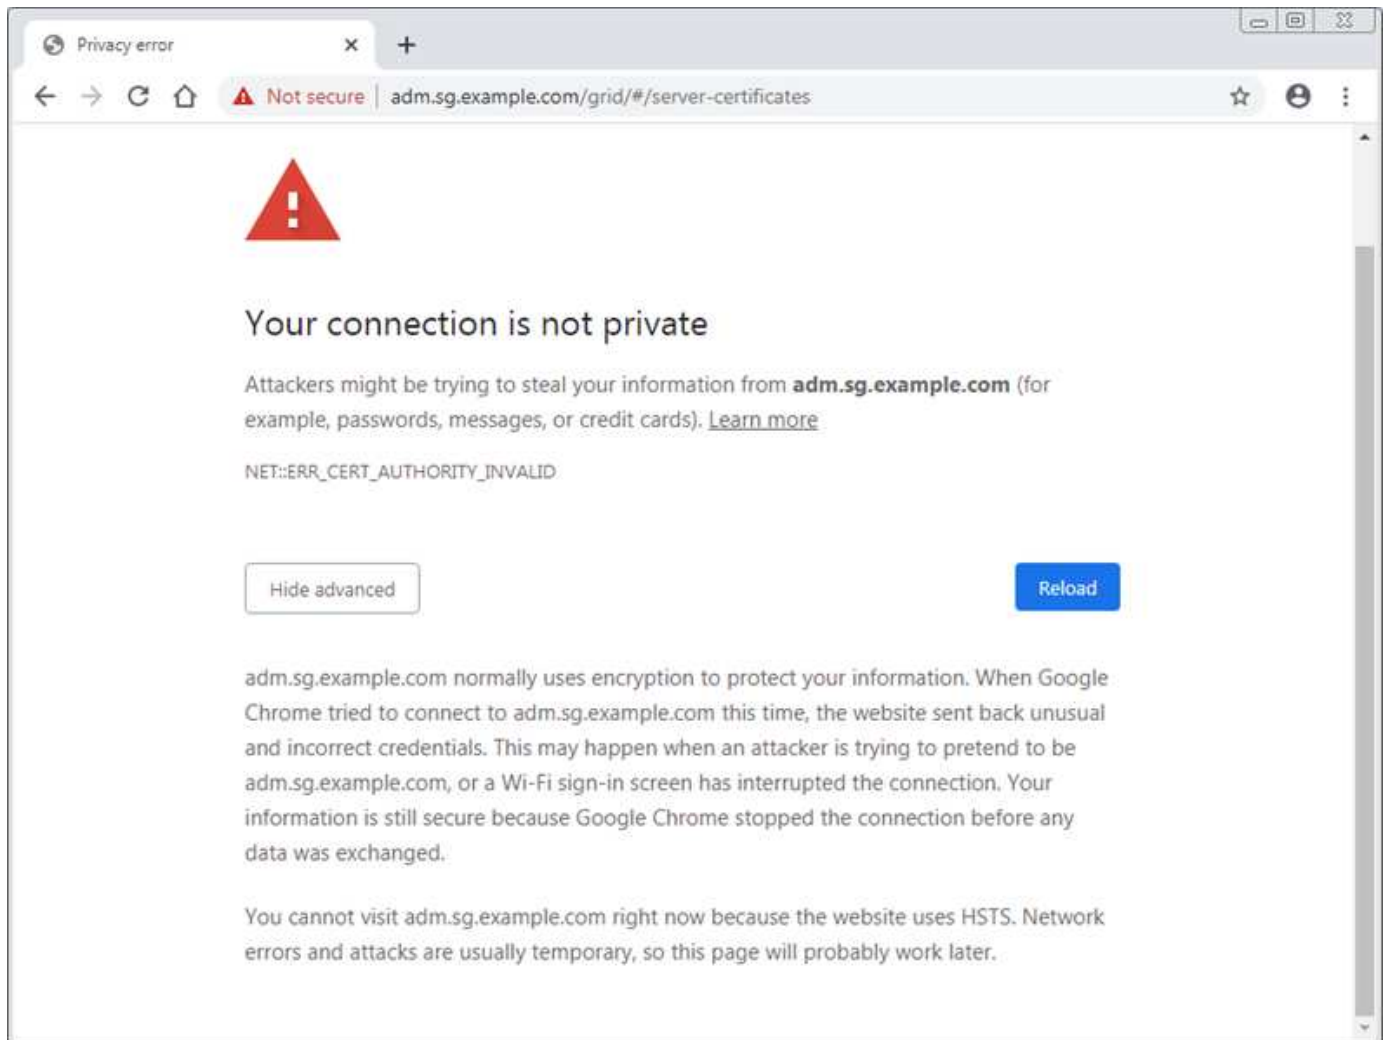 Privacy error
Not secure | adm.sg.example.com/grid/#/server-certificates
Your connection is not private
Attackers might be trying to steal your information from adm.sg.example.com (for
example, passwords, messages, or credit cards). Learn more
NET::ERR_CERT_AUTHORITY_INVALID
Hide advanced
Reload
adm.sg.example.com normally uses encryption to protect your information. When Google
Chrome tried to connect to adm.sg.example.com this time, the website sent back unusual
and incorrect credentials. This may happen when an attacker is trying to pretend to be
adm.sg.example.com, or a Wi-Fi sign-in screen has interrupted the connection. Your
information is still secure because Google Chrome stopped the connection before any
data was exchanged.
You cannot visit adm.sg.example.com right now because the website uses HSTS. Network
errors and attacks are usually temporary, so this page will probably work later.